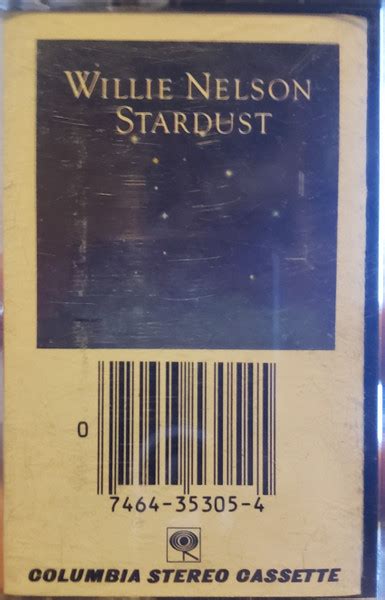 WILLIE NELSON
STARDUST
0
7464-35305-4
COLUMBIA STEREO CASSETTE